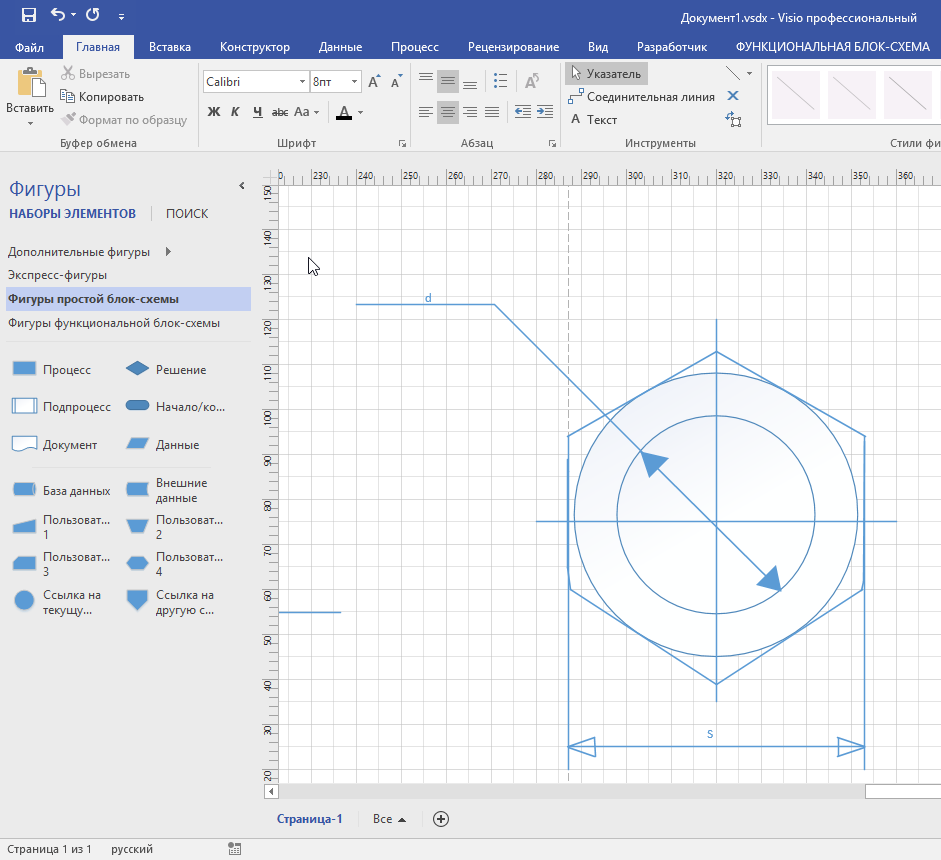 Документ1.vsdx - Visio профессиональный
Файл Главная Вставка Конструктор Данные Процесс Рецензирование Вид Разработчик ФУНКЦИОНАЛЬНАЯ БЛОК-СХЕМА
Вставить
Вырезать
Копировать
Формат по образцу
Буфер обмена
Calibri 8пт A A
Ж К Ч abc Aa A
Шрифт
Абзац
Указатель
Соединительная линия
A Текст
Инструменты
Стили фи
Фигуры
НАБОРЫ ЭЛЕМЕНТОВ ПОИСК
Дополнительные фигуры
Экспресс-фигуры
Фигуры простой блок-схемы
Фигуры функциональной блок-схемы
Процесс Решение
Подпроцесс Начало/ко...
Документ Данные
База данных Внешние
данные
Пользоват...
1
Пользоват...
2
Пользоват...
3
Пользоват...
4
Ссылка на
текущу...
Ссылка на
другую с...
0 230 240 250 260 270 280 290 300 310 320 330 340 350 360
150
140
130
120
110
100
90
80
70
60
50
40
30
20
d
S
Страница-1 Все
Страница 1 из 1 русский